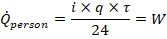 Q̇person = (i × q × τ) / 24 = W